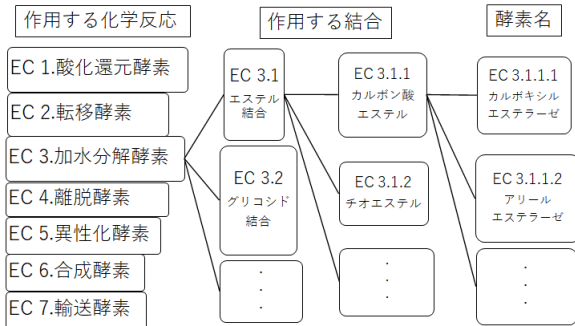 作用する化学反応
作用する結合
酵素名
EC 1.酸化還元酵素
EC 2.転移酵素
EC 3.加水分解酵素
EC 4.離脱酵素
EC 5.異性化酵素
EC 6.合成酵素
EC 7.輸送酵素
EC 3.1
エステル
結合
EC 3.2
グリコシド
結合
・
・
・
EC 3.1.1
カルボン酸
エステル
EC 3.1.2
チオエステル
・
・
・
EC 3.1.1.1
カルボキシル
エステラーゼ
EC 3.1.1.2
アリール
エステラーゼ
・
・
・